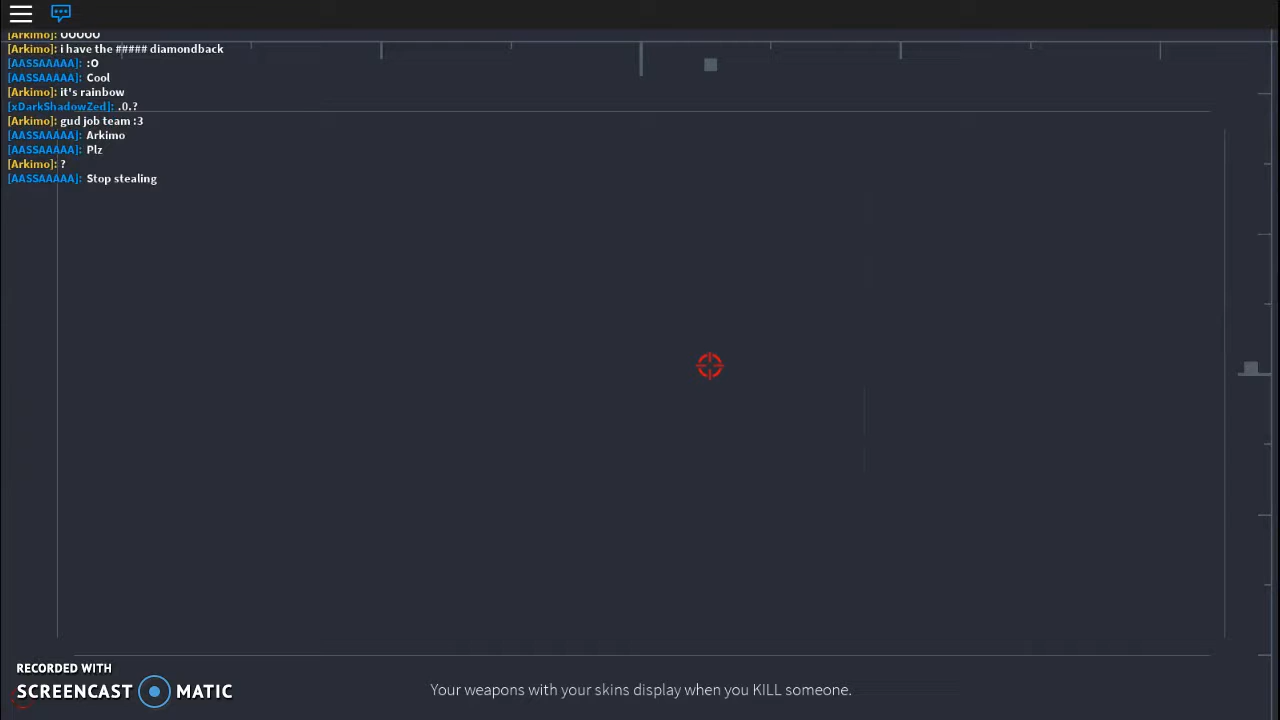 [Arkimo]: OOOOO
[Arkimo]: i have the ##### diamondback
[AASSAAAAA]: :O
[AASSAAAAA]: Cool
[Arkimo]: it's rainbow
[xDarkShadowZed]: .0.?
[Arkimo]: gud job team :3
[AASSAAAAA]: Arkimo
[AASSAAAAA]: Plz
[Arkimo]: ?
[AASSAAAAA]: Stop stealing
RECORDED WITH
SCREENCAST MATIC
Your weapons with your skins display when you KILL someone.